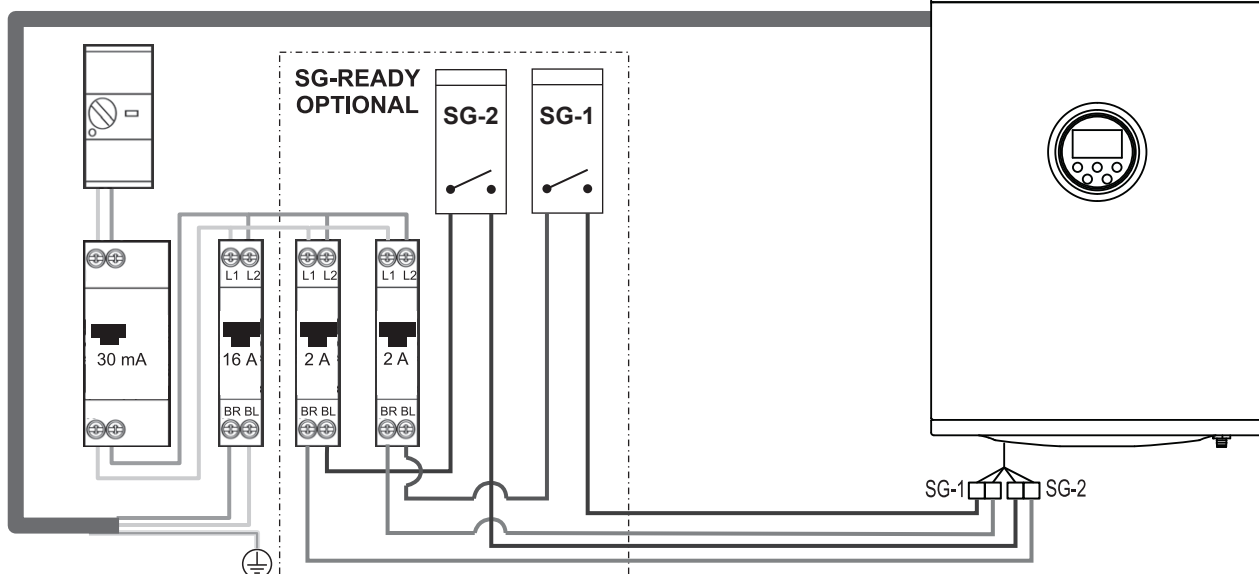 SG-READY
OPTIONAL
SG-2
SG-1
L1 L2
L1 L2
L1 L2
30 mA
16 A
2 A
2 A
BR BL
BR BL
BR BL
SG-1
SG-2